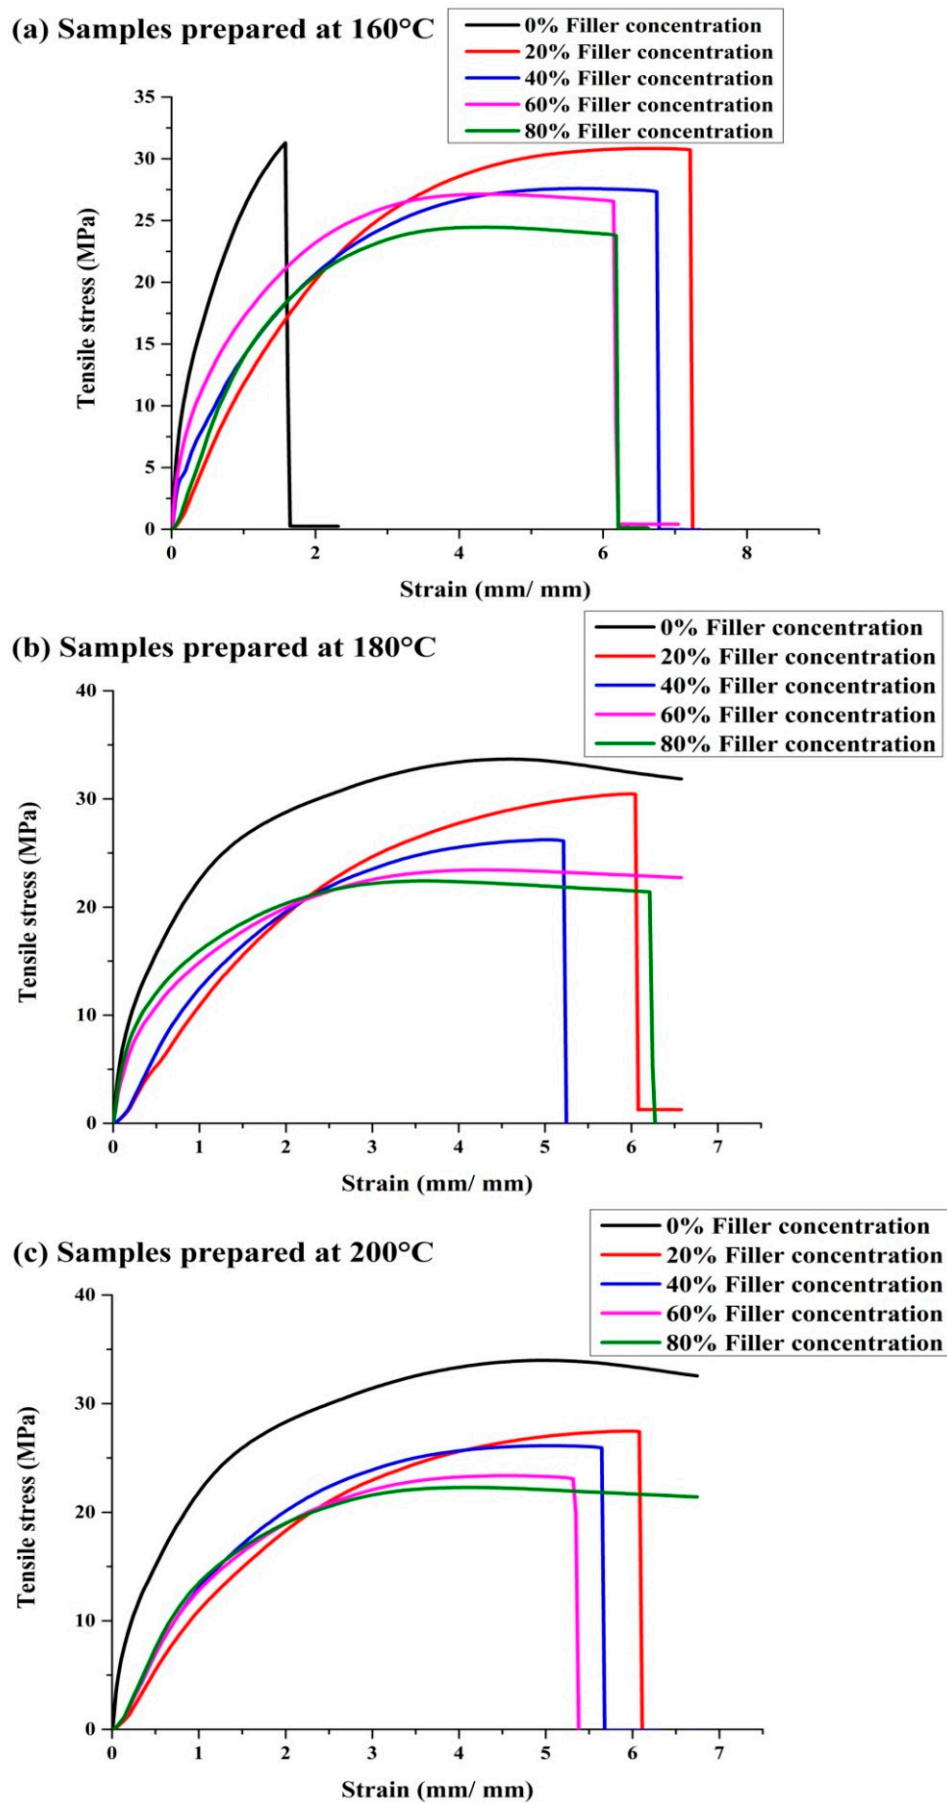 (a) Samples prepared at 160°C
0% Filler concentration
20% Filler concentration
40% Filler concentration
60% Filler concentration
80% Filler concentration
35
30
25
20
15
10
5
0
Tensile stress (MPa)
0 2 4 6 8
Strain (mm/ mm)
(b) Samples prepared at 180°C
0% Filler concentration
20% Filler concentration
40% Filler concentration
60% Filler concentration
80% Filler concentration
40
30
20
10
0
Tensile stress (MPa)
0 1 2 3 4 5 6 7
Strain (mm/ mm)
(c) Samples prepared at 200°C
0% Filler concentration
20% Filler concentration
40% Filler concentration
60% Filler concentration
80% Filler concentration
40
30
20
10
0
Tensile stress (MPa)
0 1 2 3 4 5 6 7
Strain (mm/ mm)